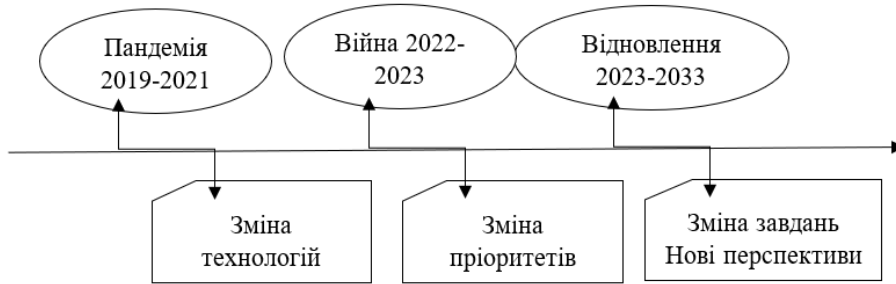 Пандемія
2019-2021
Війна 2022-
2023
Відновлення
2023-2033
Зміна
технологій
Зміна
пріоритетів
Зміна завдань
Нові перспективи